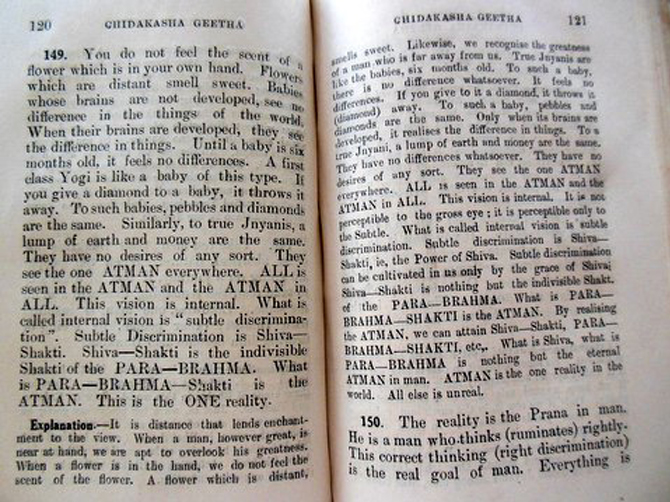 120 CHIDAKASHA GEETHA
149. You do not feel the scent of a
flower which is in your own hand. Flowers
which are distant smell sweet. Babies
whose brains are not developed, see no
difference in the things of the world.
When their brains are developed, they see
the difference in things. Until a baby is six
months old, it feels no differences. A first
class Yogi is like a baby of this type. If
you give a diamond to a baby, it throws it
away. To such babies, pebbles and diamonds
are the same. Similarly, to true Jnyanis, a
lump of earth and money are the same.
They have no desires of any sort. They
see the one ATMAN everywhere. ALL is
seen in the ATMAN and the ATMAN in
ALL. This vision is internal. What is
called internal vision is "subtle discrimina-
tion". Subtle Discrimination is Shiva—
Shakti. Shiva—Shakti is the indivisible
Shakti of the PARA—BRAHMA. What
is PARA—BRAHMA—Shakti is the
ATMAN. This is the ONE reality.
Explanation.—It is distance that lends enchant-
ment to the view. When a man, however great, is
near at hand, we are apt to overlook his greatness.
When a flower is in the hand, we do not feel the
scent of the flower. A flower which is distant,
CHIDAKASHA GEETHA 121
smells sweet. Likewise, we recognise the greatness
of a man who is far away from us. True Jnyanis are
like the babies, six months old. To such a baby,
there is no difference whatsoever. It feels no
differences. If you give to it a diamond, it throws it
(diamond) away. To such a baby, pebbles and
diamonds are the same. Only when its brains are
developed, it realises the difference in things. To a
true Jnyani, a lump of earth and money are the same.
They have no differences whatsoever. They have no
desires of any sort. They see the one ATMAN
everywhere. ALL is seen in the ATMAN and the
ATMAN in ALL. This vision is internal. It is not
perceptible to the gross eye; it is perceptible only to
the Subtle. What is called internal vision is subtle
discrimination. Subtle discrimination is Shiva—
Shakti, ie, the Power of Shiva. Subtle discrimination
can be cultivated in us only by the grace of Shiva;
Shiva—Shakti is nothing but the indivisible Shakt.
of the PARA—BRAHMA. What is PARA—
BRAHMA—SHAKTI is the ATMAN. By realising
the ATMAN, we can attain Shiva—Shakti, PARA—
BRAHMA—SHAKTI, etc,. What is Shiva, what is
PARA—BRAHMA is nothing but the eternal
ATMAN in man. ATMAN is the one reality in the
world. All else is unreal.
150. The reality is the Prana in man.
He is a man who thinks (ruminates) rightly.
This correct thinking (right discrimination)
is the real goal of man. Everything is